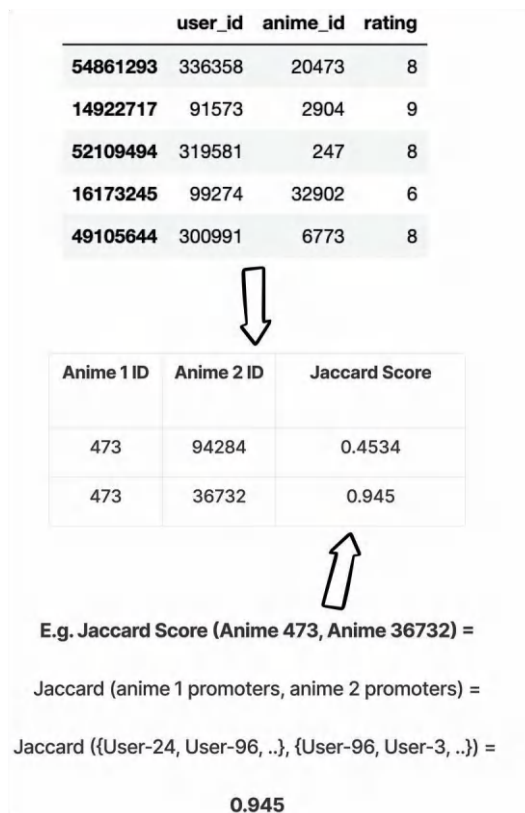 user_id anime_id rating
54861293 336358 20473 8
14922717 91573 2904 9
52109494 319581 247 8
16173245 99274 32902 6
49105644 300991 6773 8
Anime 1 ID Anime 2 ID Jaccard Score
473 94284 0.4534
473 36732 0.945
E.g. Jaccard Score (Anime 473, Anime 36732) =
Jaccard (anime 1 promoters, anime 2 promoters) =
Jaccard ({User-24, User-96, ..}, {User-96, User-3, ..}) =
0.945